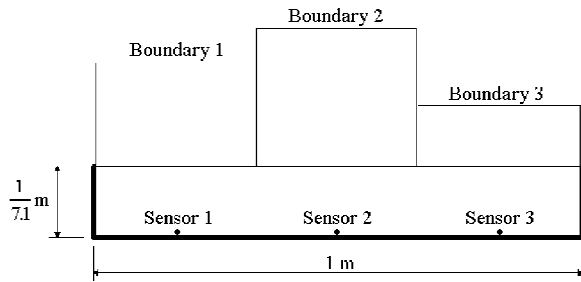 Boundary 2
Boundary 1
Boundary 3
1/7.1 m
Sensor 1
Sensor 2
Sensor 3
1 m